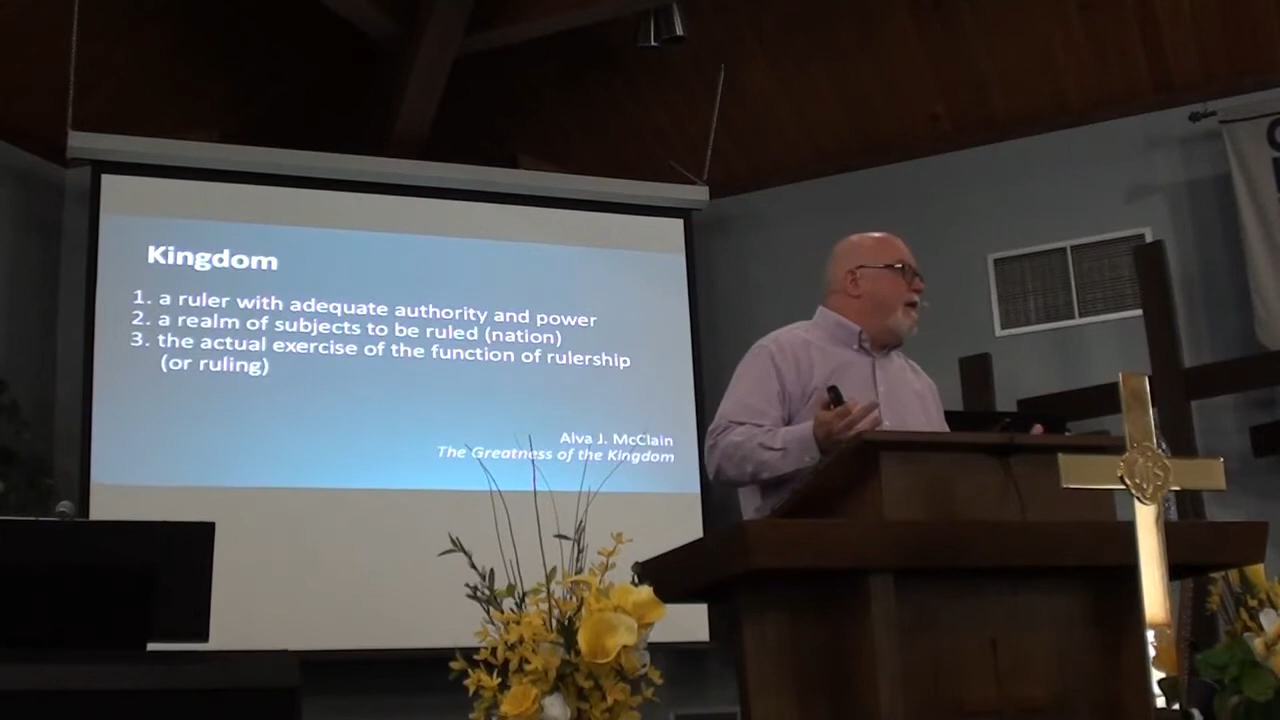 Kingdom
1. a ruler with adequate authority and power
2. a realm of subjects to be ruled (nation)
3. the actual exercise of the function of rulership
(or ruling)
Alva J. McClain
The Greatness of the Kingdom